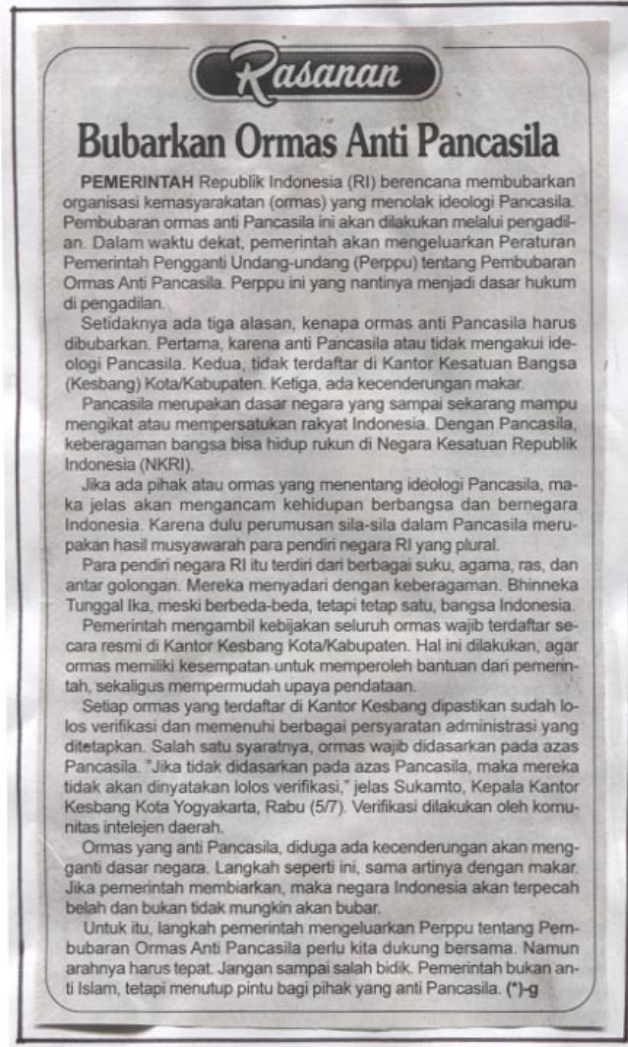 Rasanan
Bubarkan Ormas Anti Pancasila
PEMERINTAH Republik Indonesia (RI) berencana membubarkan
organisasi kemasyarakatan (ormas) yang menolak ideologi Pancasila.
Pembubaran ormas anti Pancasila ini akan dilakukan melalui pengadil-
an. Dalam waktu dekat, pemerintah akan mengeluarkan Peraturan
Pemerintah Pengganti Undang-undang (Perppu) tentang Pembubaran
Ormas Anti Pancasila. Perppu ini yang nantinya menjadi dasar hukum
di pengadilan.
Setidaknya ada tiga alasan, kenapa ormas anti Pancasila harus
dibubarkan. Pertama, karena anti Pancasila atau tidak mengakui ide-
ologi Pancasila. Kedua, tidak terdaftar di Kantor Kesatuan Bangsa
(Kesbang) Kota/Kabupaten. Ketiga, ada kecenderungan makar.
Pancasila merupakan dasar negara yang sampai sekarang mampu
mengikat atau mempersatukan rakyat Indonesia. Dengan Pancasila,
keberagaman bangsa bisa hidup rukun di Negara Kesatuan Republik
Indonesia (NKRI).
Jika ada pihak atau ormas yang menentang ideologi Pancasila, ma-
ka jelas akan mengancam kehidupan berbangsa dan bernegara
Indonesia. Karena dulu perumusan sila-sila dalam Pancasila meru-
pakan hasil musyawarah para pendiri negara RI yang plural.
Para pendiri negara RI itu terdiri dari berbagai suku, agama, ras, dan
antar golongan. Mereka menyadari dengan keberagaman. Bhinneka
Tunggal Ika, meski berbeda-beda, tetapi tetap satu, bangsa Indonesia.
Pemerintah mengambil kebijakan seluruh ormas wajib terdaftar se-
cara resmi di Kantor Kesbang Kota/Kabupaten. Hal ini dilakukan, agar
ormas memiliki kesempatan untuk memperoleh bantuan dari pemerin-
tah, sekaligus mempermudah upaya pendataan.
Setiap ormas yang terdaftar di Kantor Kesbang dipastikan sudah lo-
los verifikasi dan memenuhi berbagai persyaratan administrasi yang
ditetapkan. Salah satu syaratnya, ormas wajib didasarkan pada azas
Pancasila. "Jika tidak didasarkan pada azas Pancasila, maka mereka
tidak akan dinyatakan lolos verifikasi," jelas Sukamto, Kepala Kantor
Kesbang Kota Yogyakarta, Rabu (5/7). Verifikasi dilakukan oleh komu-
nitas intelejen daerah.
Ormas yang anti Pancasila, diduga ada kecenderungan akan meng-
ganti dasar negara. Langkah seperti ini, sama artinya dengan makar.
Jika pemerintah membiarkan, maka negara Indonesia akan terpecah
belah dan bukan tidak mungkin akan bubar.
Untuk itu, langkah pemerintah mengeluarkan Perppu tentang Pem-
bubaran Ormas Anti Pancasila perlu kita dukung bersama. Namun
arahnya harus tepat. Jangan sampai salah bidik. Pemerintah bukan an-
ti Islam, tetapi menutup pintu bagi pihak yang anti Pancasila. (*)-g